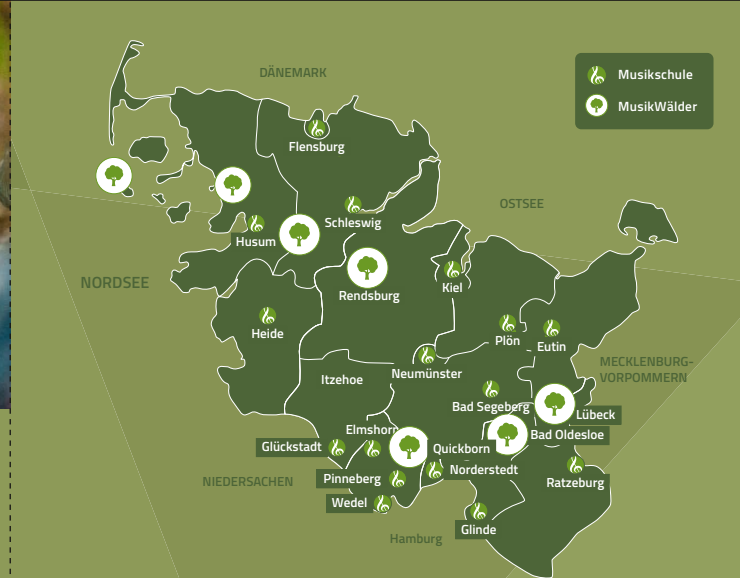 DÄNEMARK
Musikschule
MusikWälder
Flensburg
OSTSEE
Schleswig
Husum
NORDSEE
Rendsburg
Kiel
Heide
Plön
Eutin
Neumünster
MECKLENBURG-
VORPOMMERN
Itzehoe
Bad Segeberg
Lübeck
Elmshorn
Bad Oldesloe
Glückstadt
Quickborn
Norderstedt
NIEDERSACHEN
Pinneberg
Ratzeburg
Wedel
Glinde
Hamburg